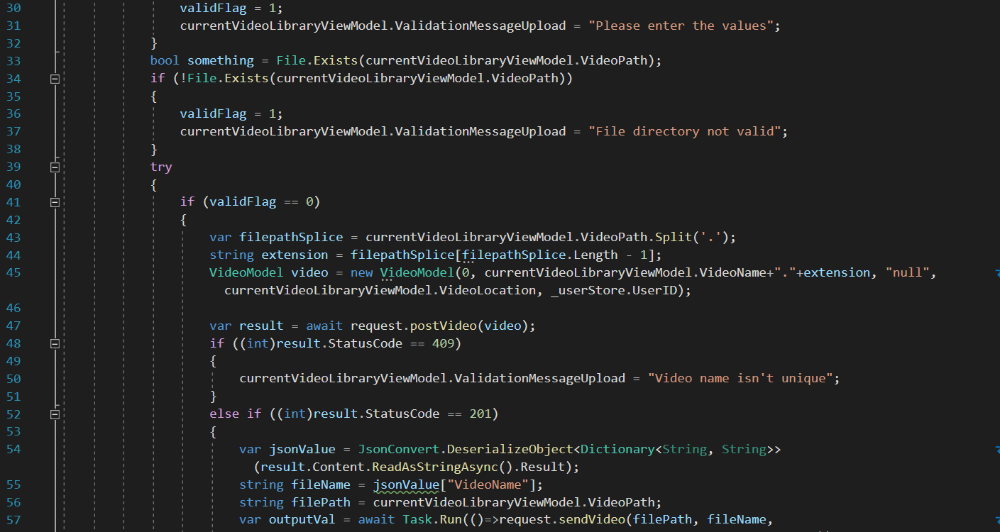 30 validFlag = 1;
31 currentVideoLibraryViewModel.ValidationMessageUpload = "Please enter the values";
32 }
33 bool something = File.Exists(currentVideoLibraryViewModel.VideoPath);
34 if (!File.Exists(currentVideoLibraryViewModel.VideoPath))
35 {
36 validFlag = 1;
37 currentVideoLibraryViewModel.ValidationMessageUpload = "File directory not valid";
38 }
39 try
40 {
41 if (validFlag == 0)
42 {
43 var filepathSplice = currentVideoLibraryViewModel.VideoPath.Split('.');
44 string extension = filepathSplice[filepathSplice.Length - 1];
45 VideoModel video = new VideoModel(0, currentVideoLibraryViewModel.VideoName+"."+extension, "null",
currentVideoLibraryViewModel.VideoLocation, _userStore.UserID);
46
47 var result = await request.postVideo(video);
48 if ((int)result.StatusCode == 409)
49 {
50 currentVideoLibraryViewModel.ValidationMessageUpload = "Video name isn't unique";
51 }
52 else if ((int)result.StatusCode == 201)
53 {
54 var jsonValue = JsonConvert.DeserializeObject<Dictionary<String, String>>
(result.Content.ReadAsStringAsync().Result);
55 string fileName = jsonValue["VideoName"];
56 string filePath = currentVideoLibraryViewModel.VideoPath;
57 var outputVal = await Task.Run(()=>request.sendVideo(filePath, fileName,